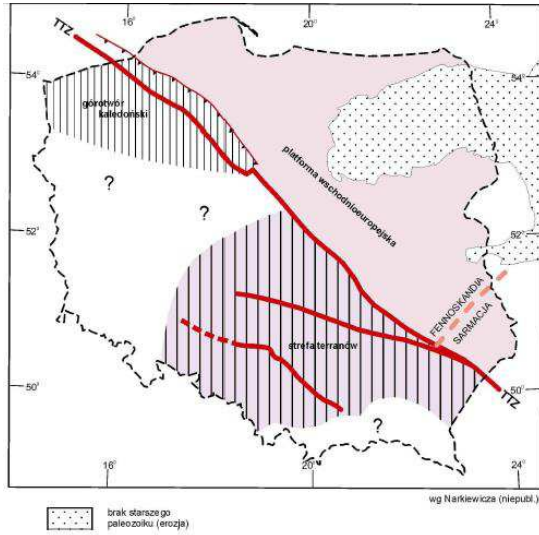 16° 20° 24°
TTZ
54° 54°
górotwór
kaledoński
platforma wschodnioeuropejska
?
?
52° 52°
FENNOSKANDIA
SARMACJA
strefa terranów
50° 50°
TTZ
?
16° 20° 24°
wg Narkiewicza (niepubl.)
brak starszego
paleozoiku (erozja)